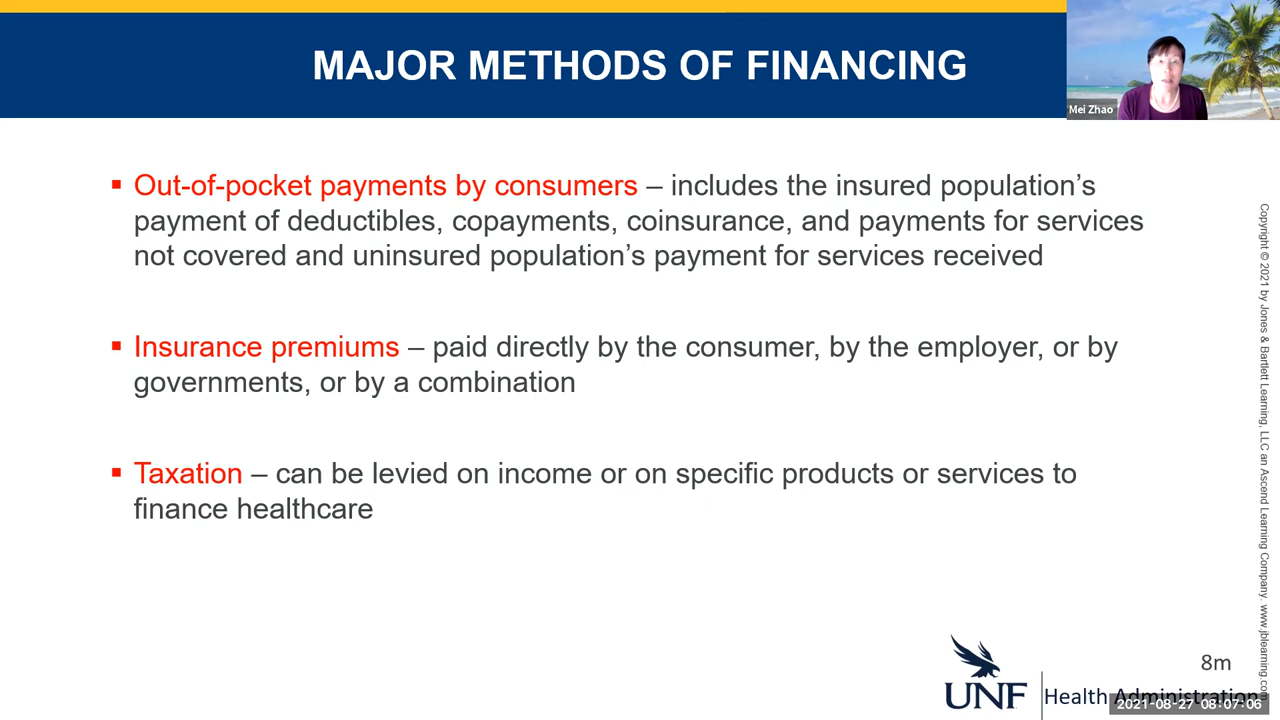 MAJOR METHODS OF FINANCING
Mei Zhao
▪ Out-of-pocket payments by consumers – includes the insured population’s
payment of deductibles, copayments, coinsurance, and payments for services
not covered and uninsured population’s payment for services received
▪ Insurance premiums – paid directly by the consumer, by the employer, or by
governments, or by a combination
▪ Taxation – can be levied on income or on specific products or services to
finance healthcare
Copyright © 2021 by Jones & Bartlett Learning, LLC an Ascend Learning Company. www.jblearning.com
8m
UNF Health Administration
2021-08-27 08:07:06